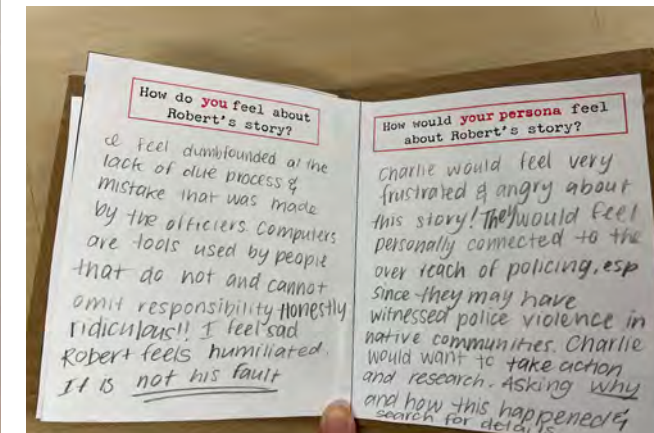 How do you feel about
Robert's story?
I feel dumbfounded at the
lack of due process &
mistake that was made
by the officiers. Computers
are tools used by people
that do not and cannot
omit responsibility. Honestly
ridiculous!! I feel sad
Robert feels humiliated.
It is not his fault
How would your persona feel
about Robert's story?
Charlie would feel very
frustrated & angry about
this story! They would feel
personally connected to the
over reach of policing, esp
since they may have
witnessed police violence in
native communities. Charlie
would want to take action
and research. Asking why
and how this happened &
search for details